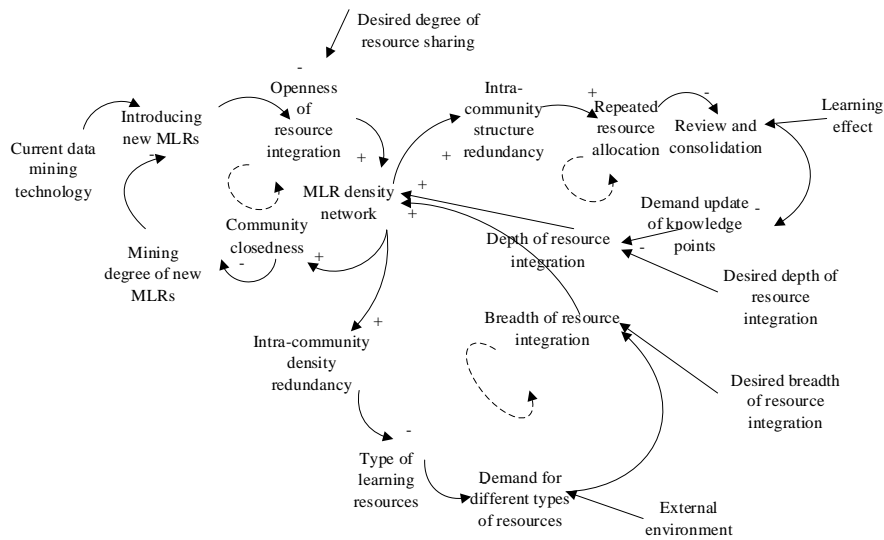 Desired degree of
resource sharing
-
Openness
of
resource
integration
Introducing
new MLRs
-
Current data
mining
technology
+
Intra-
community
structure
redundancy
+
+
Repeated
resource
allocation
-
Review and
consolidation
Learning
effect
MLR density
network
+
+
Community
closedness
+
-
Mining
degree of new
MLRs
Demand update
of knowledge
points
-
-
Depth of resource
integration
Desired depth of
resource
integration
Breadth of resource
integration
Desired breadth
of resource
integration
+
Intra-community
density
redundancy
-
Type of
learning
resources
Demand for
different types
of resources
External
environment